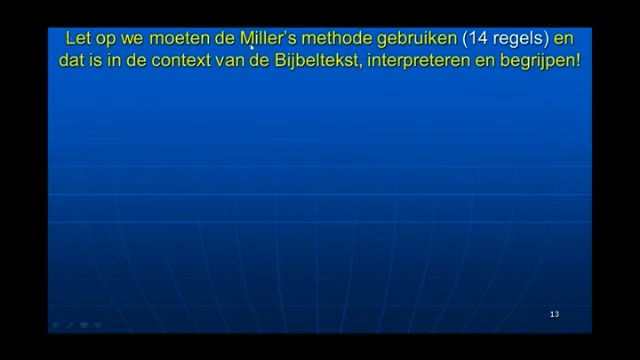 Let op we moeten de Miller's methode gebruiken (14 regels) en
dat is in de context van de Bijbeltekst, interpreteren en begrijpen!
13